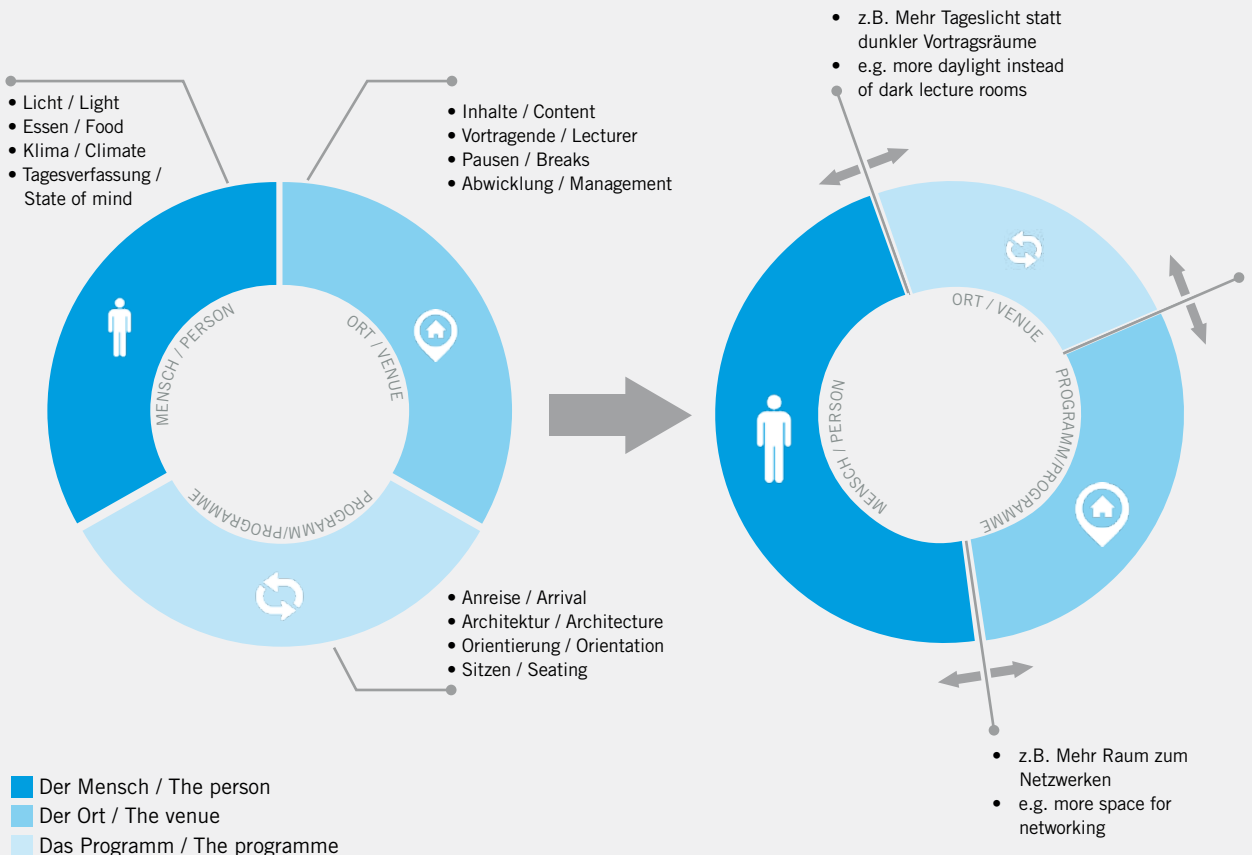 • z.B. Mehr Tageslicht statt
dunkler Vortragsräume
• e.g. more daylight instead
of dark lecture rooms
• Licht / Light
• Essen / Food
• Klima / Climate
• Tagesverfassung /
State of mind
• Inhalte / Content
• Vortragende / Lecturer
• Pausen / Breaks
• Abwicklung / Management
MENSCH / PERSON
ORT / VENUE
PROGRAMM/PROGRAMME
• Anreise / Arrival
• Architektur / Architecture
• Orientierung / Orientation
• Sitzen / Seating
ORT / VENUE
MENSCH / PERSON
PROGRAMM/PROGRAMME
• z.B. Mehr Raum zum
Netzwerken
• e.g. more space for
networking
Der Mensch / The person
Der Ort / The venue
Das Programm / The programme